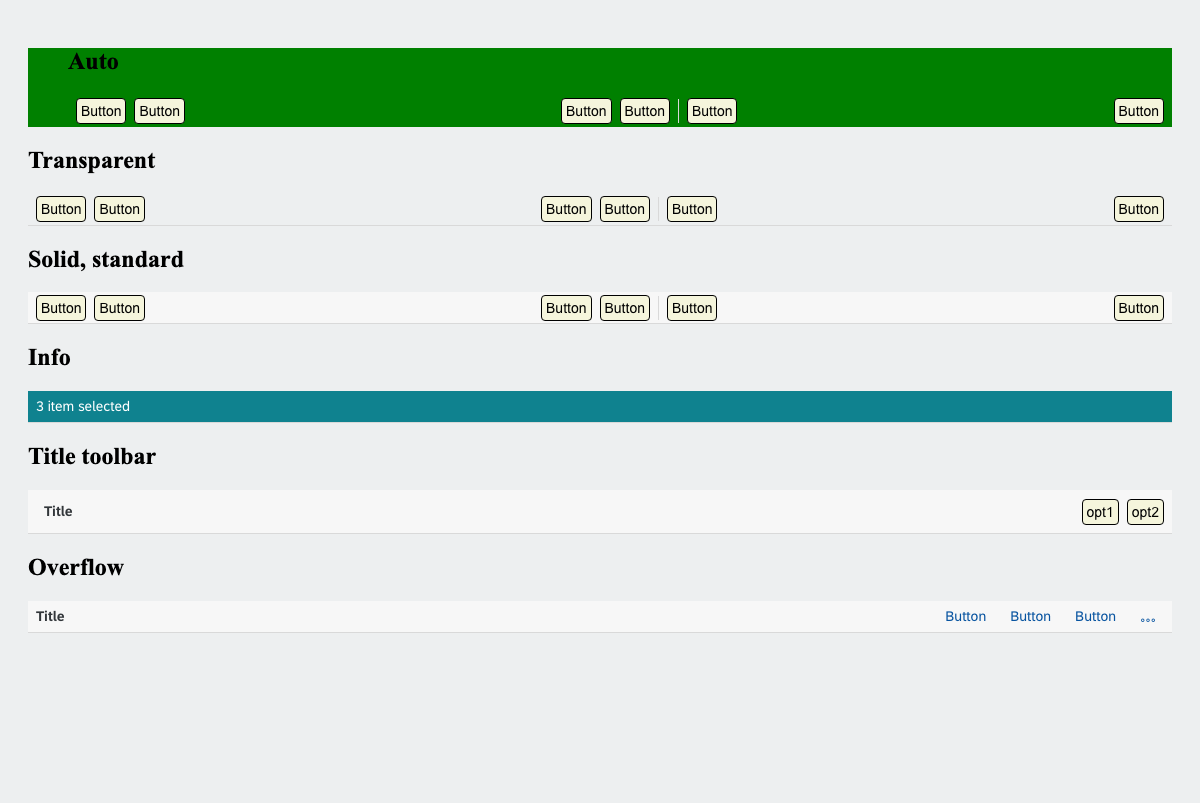 Auto
Button Button Button Button Button Button
Transparent
Button Button Button Button Button Button
Solid, standard
Button Button Button Button Button Button
Info
3 item selected
Title toolbar
Title opt1 opt2
Overflow
Title Button Button Button